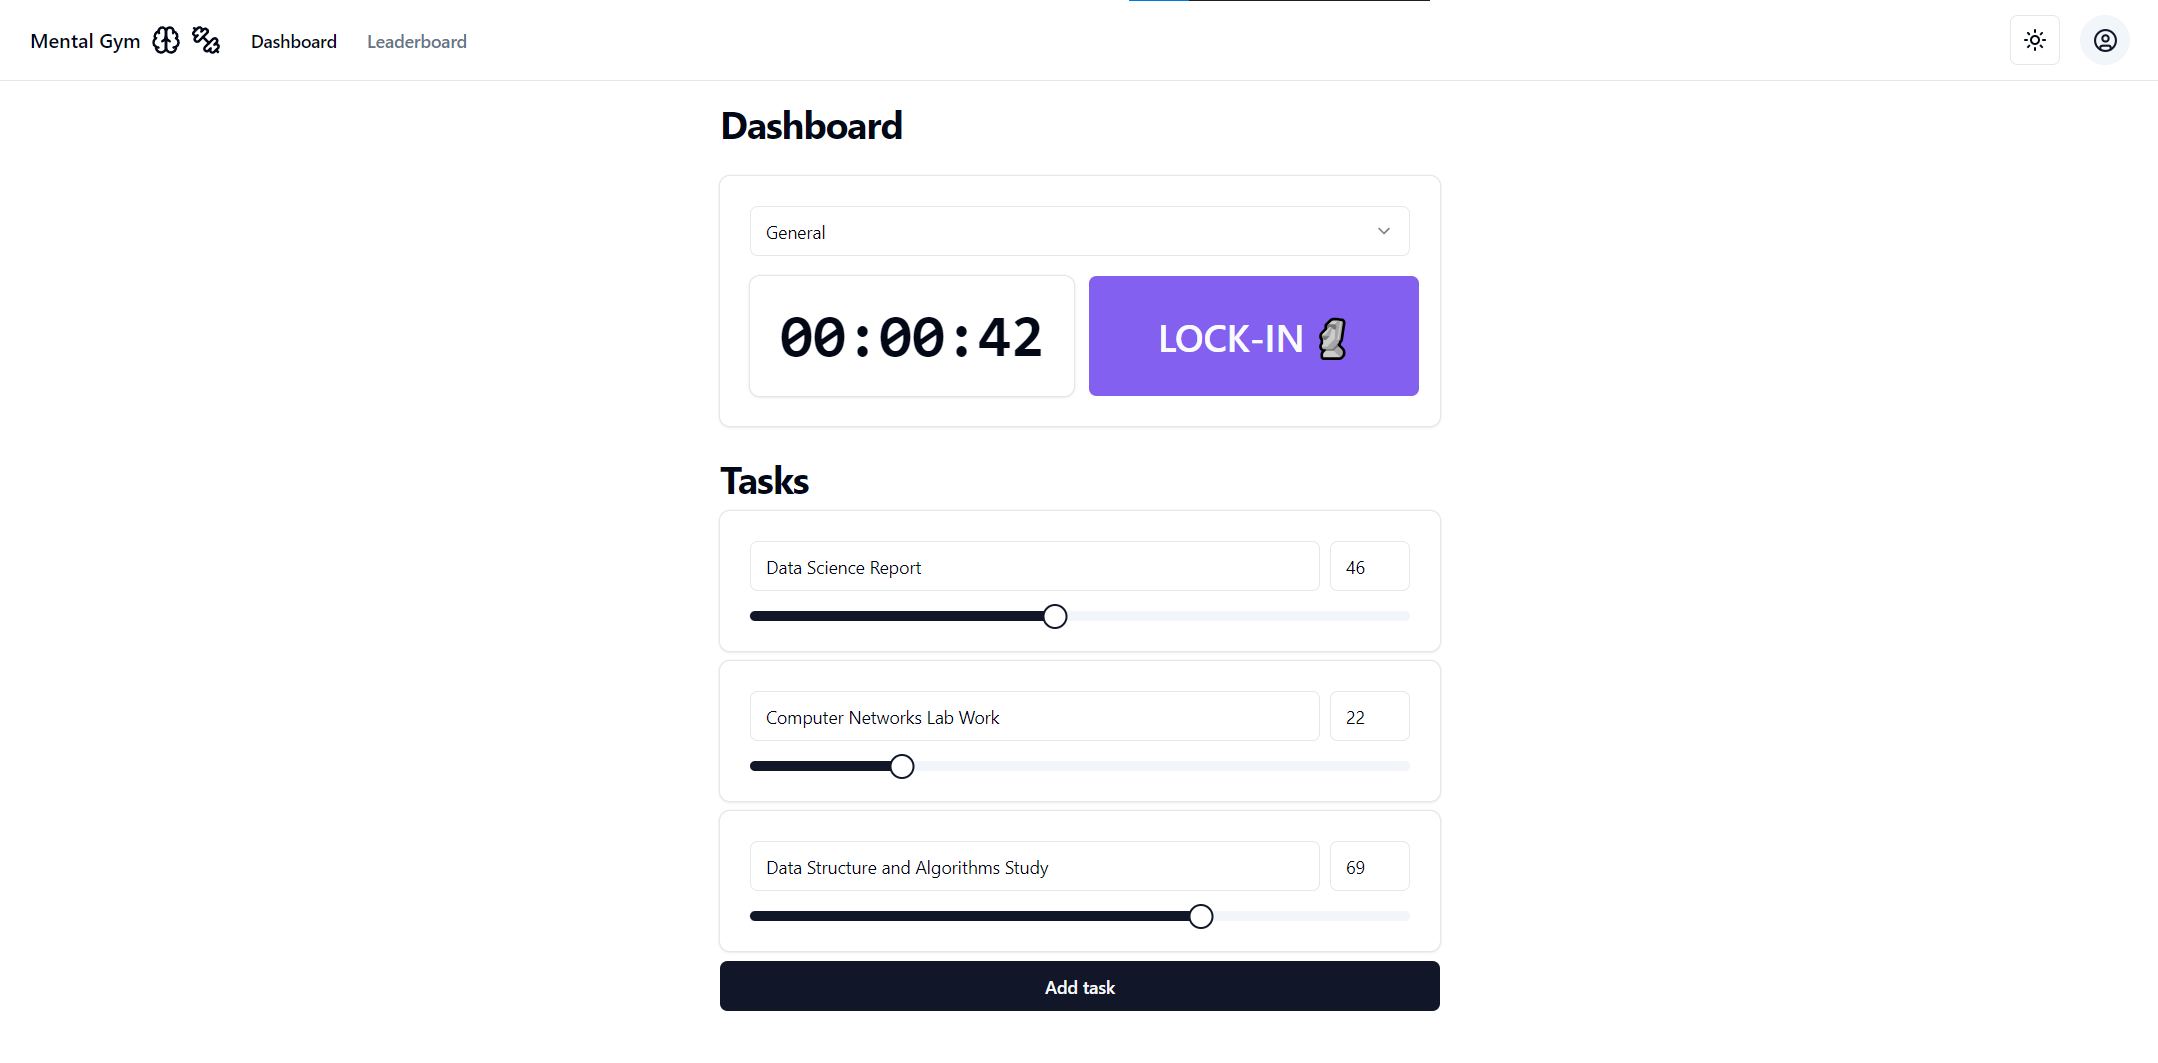 Mental Gym Dashboard Leaderboard
Dashboard
General
00:00:42 LOCK-IN 🗿
Tasks
Data Science Report 46
Computer Networks Lab Work 22
Data Structure and Algorithms Study 69
Add task